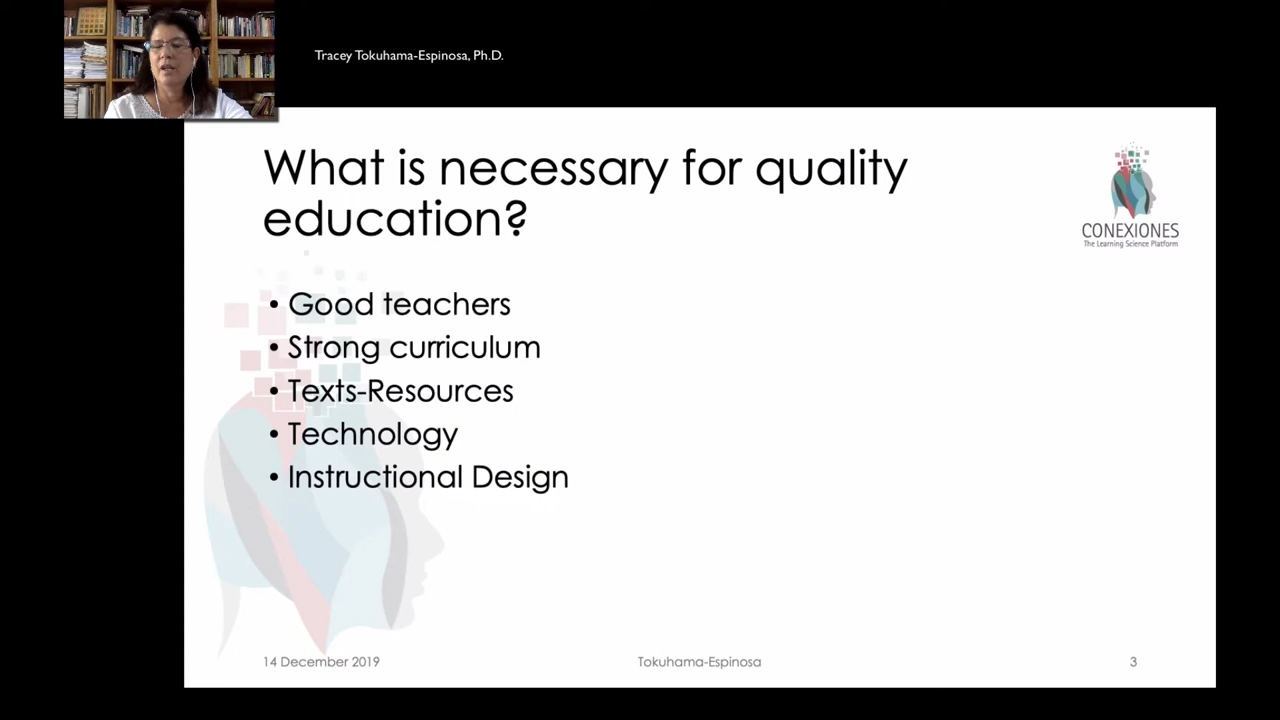 Tracey Tokuhama-Espinosa, Ph.D.
What is necessary for quality
education?
CONEXIONES
The Learning Science Platform
• Good teachers
• Strong curriculum
• Texts-Resources
• Technology
• Instructional Design
14 December 2019
Tokuhama-Espinosa
3